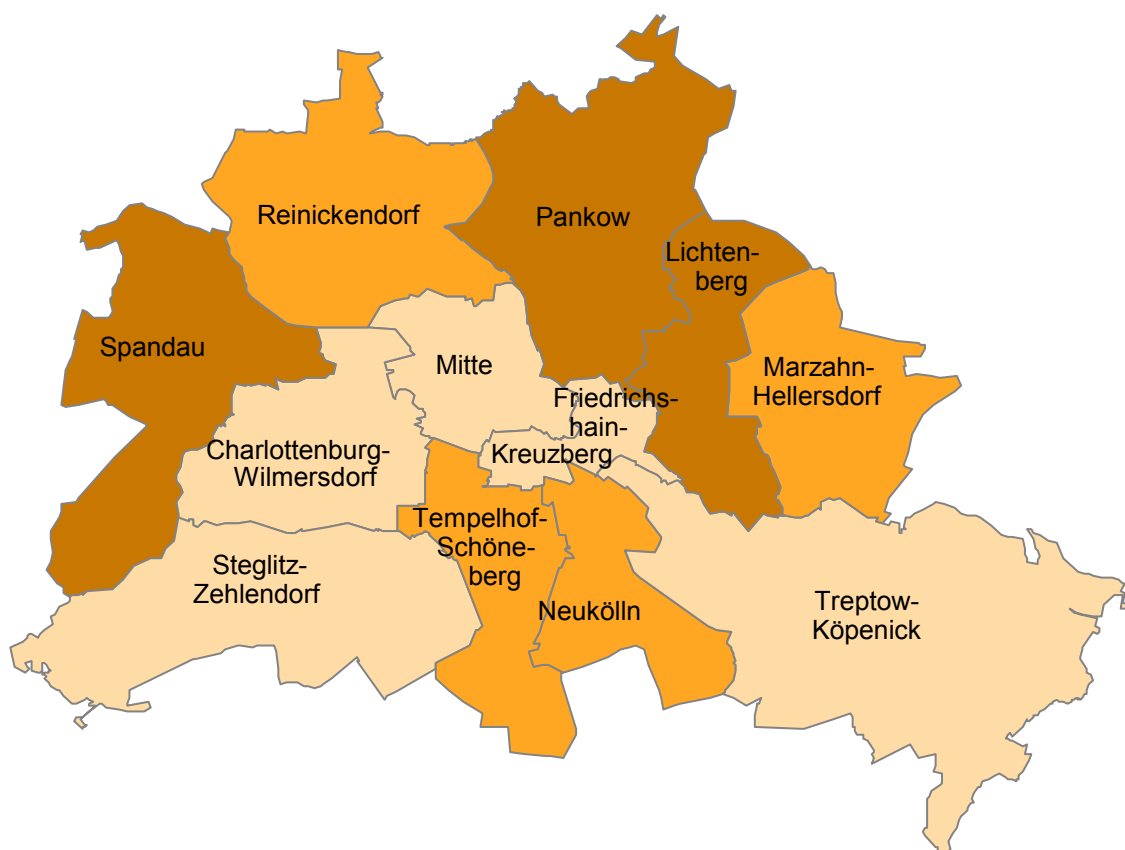 Reinickendorf
Pankow
Lichten-
berg
Spandau
Mitte
Marzahn-
Hellersdorf
Friedrichs-
hain-
Kreuzberg
Charlottenburg-
Wilmersdorf
Tempelhof-
Schöne-
berg
Steglitz-
Zehlendorf
Neukölln
Treptow-
Köpenick